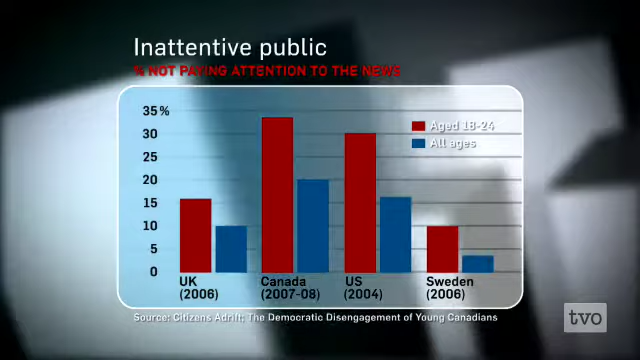 Inattentive public
% NOT PAYING ATTENTION TO THE NEWS
35%
30
25
20
15
10
5
0
Aged 18-24
All ages
UK
(2006)
Canada
(2007-08)
US
(2004)
Sweden
(2006)
Source: Citizens Adrift; The Democratic Disengagement of Young Canadians
tvo